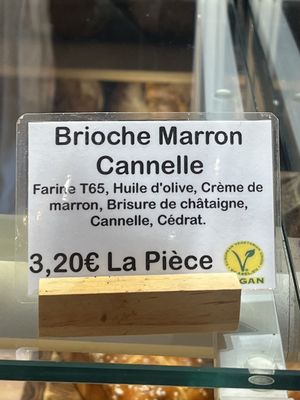 Brioche Marron
Cannelle
Farine T65, Huile d'olive, Crème de
marron, Brisure de châtaigne,
Cannelle, Cédrat.
3,20€ La Pièce